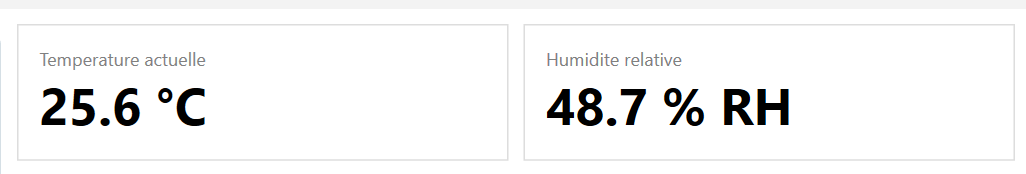 Temperature actuelle
25.6 °C
Humidite relative
48.7 % RH